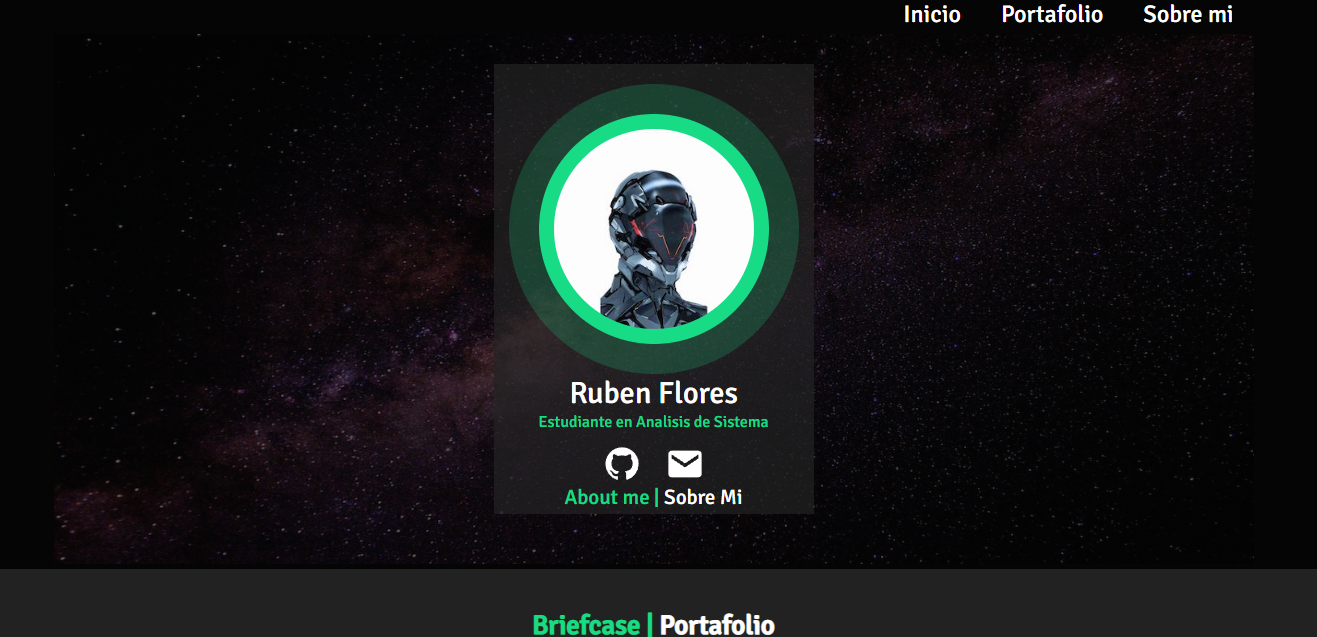 Inicio Portafolio Sobre mi
Ruben Flores
Estudiante en Analisis de Sistema
About me | Sobre Mi
Briefcase | Portafolio